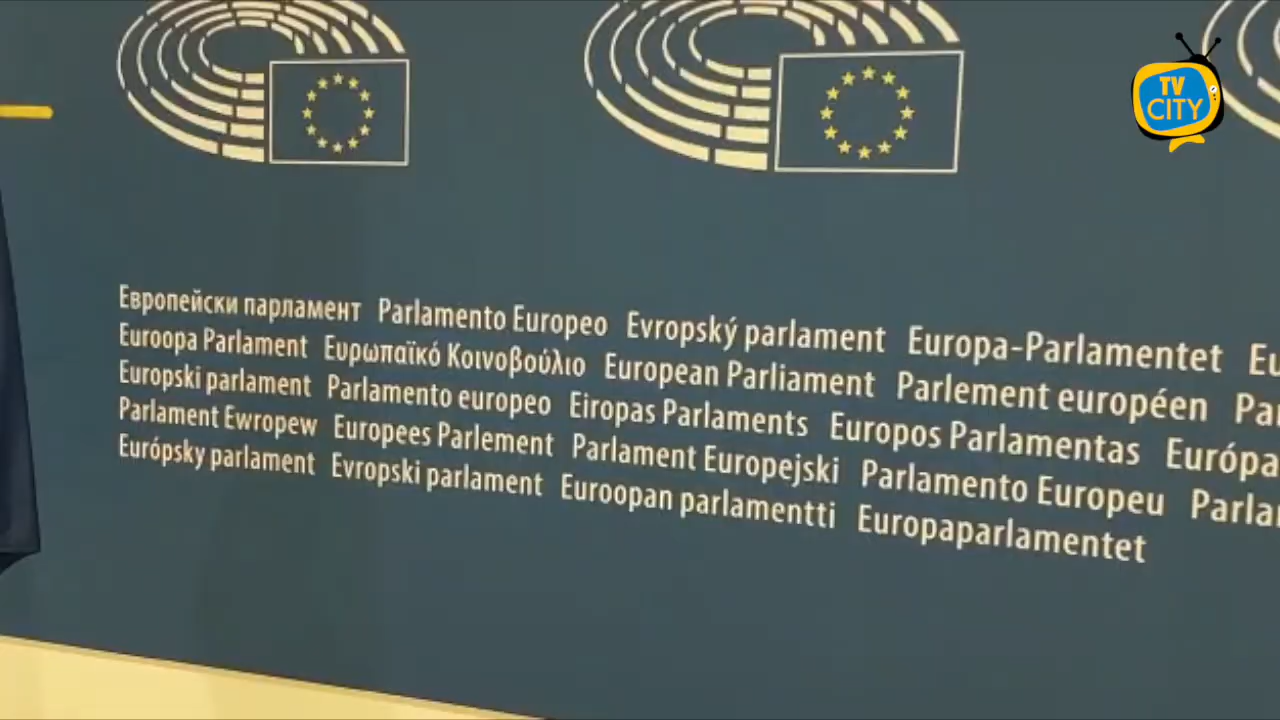 TV
CITY
Европейски парламент Parlamento Europeo Evropský parlament Europa-Parlamentet
Euroopa Parlament Ευρωπαϊκό Κοινοβούλιο European Parliament Parlement européen
Europski parlament Parlamento europeo Eiropas Parlaments Europos Parlamentas Európa
Parlament Ewropew Europees Parlement Parlament Europejski Parlamento Europeu
Európsky parlament Evropski parlament Euroopan parlamentti Europaparlamentet